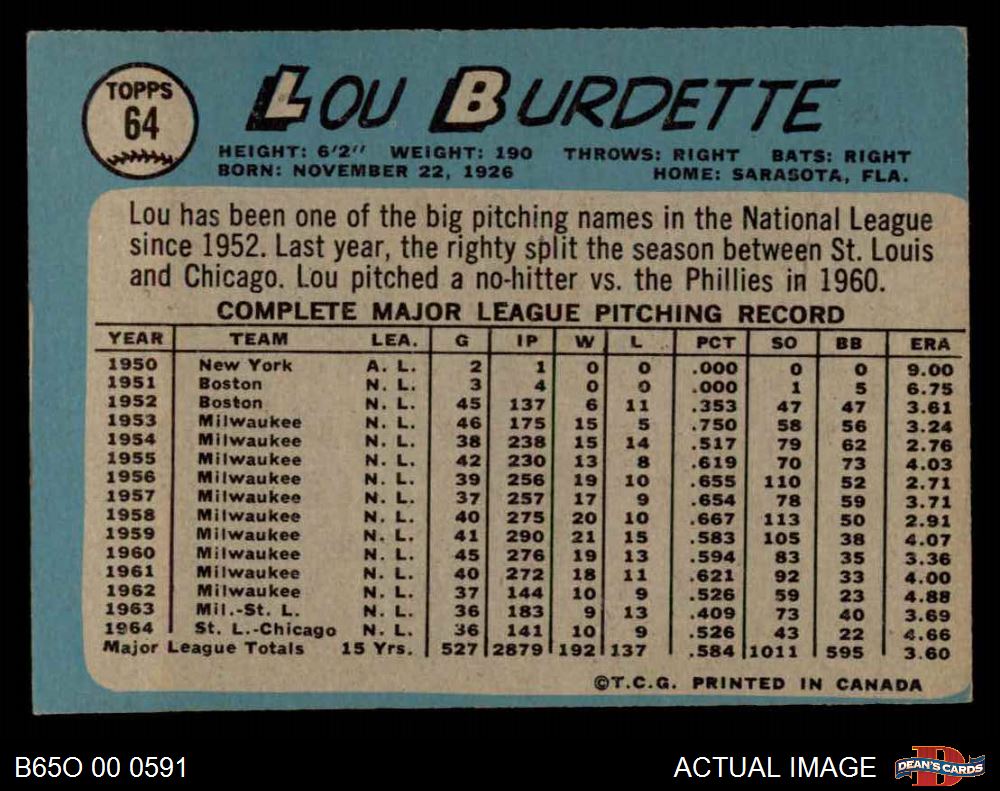 TOPPS
64
LOU BURDETTE
HEIGHT: 6'2" WEIGHT: 190 THROWS: RIGHT BATS: RIGHT
BORN: NOVEMBER 22, 1926 HOME: SARASOTA, FLA.
Lou has been one of the big pitching names in the National League
since 1952. Last year, the righty split the season between St. Louis
and Chicago. Lou pitched a no-hitter vs. the Phillies in 1960.
COMPLETE MAJOR LEAGUE PITCHING RECORD
YEAR TEAM LEA. G IP W L PCT SO BB ERA
1950 New York A. L. 2 1 0 0 .000 0 0 9.00
1951 Boston N. L. 3 4 0 0 .000 1 5 6.75
1952 Boston N. L. 45 137 6 11 .353 47 47 3.61
1953 Milwaukee N. L. 46 175 15 5 .750 58 56 3.24
1954 Milwaukee N. L. 38 238 15 14 .517 79 62 2.76
1955 Milwaukee N. L. 42 230 13 8 .619 70 73 4.03
1956 Milwaukee N. L. 39 256 19 10 .655 110 52 2.71
1957 Milwaukee N. L. 37 257 17 9 .654 78 59 3.71
1958 Milwaukee N. L. 40 275 20 10 .667 113 50 2.91
1959 Milwaukee N. L. 41 290 21 15 .583 105 38 4.07
1960 Milwaukee N. L. 45 276 19 13 .594 83 35 3.36
1961 Milwaukee N. L. 40 272 18 11 .621 92 33 4.00
1962 Milwaukee N. L. 37 144 10 9 .526 59 23 4.88
1963 Mil.-St. L. N. L. 36 183 9 13 .409 73 40 3.69
1964 St. L.-Chicago N. L. 36 141 10 9 .526 43 22 4.66
Major League Totals 15 Yrs. 527 2879 192 137 .584 1011 595 3.60
©T.C.G. PRINTED IN CANADA
B65O 00 0591
ACTUAL IMAGE
DEAN'S CARDS